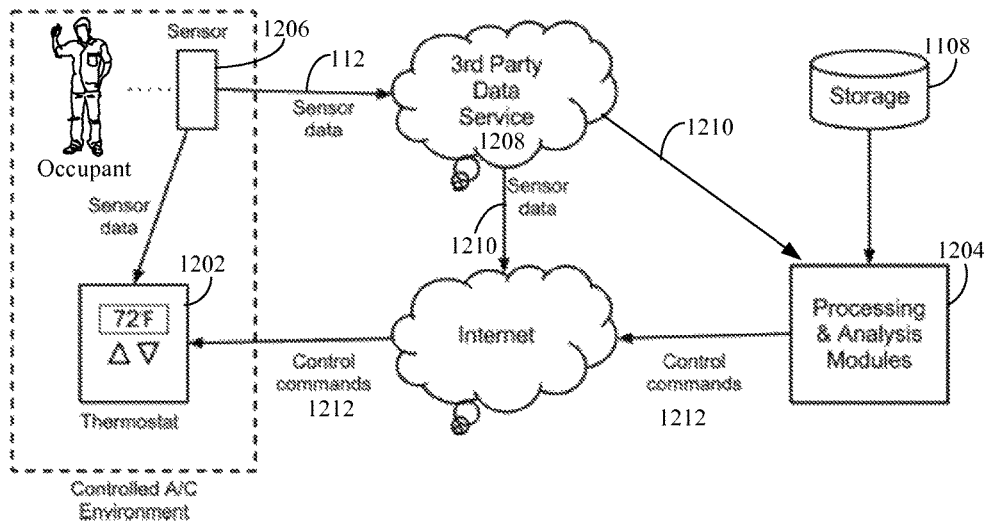 Sensor
1206
112
Sensor
data
3rd Party
Data
Service
1208
1108
Storage
1210
Occupant
Sensor
data
Sensor
data
1210
1202
72°F
Thermostat
Internet
1204
Processing
& Analysis
Modules
Control
commands
1212
Control
commands
1212
Controlled A/C
Environment